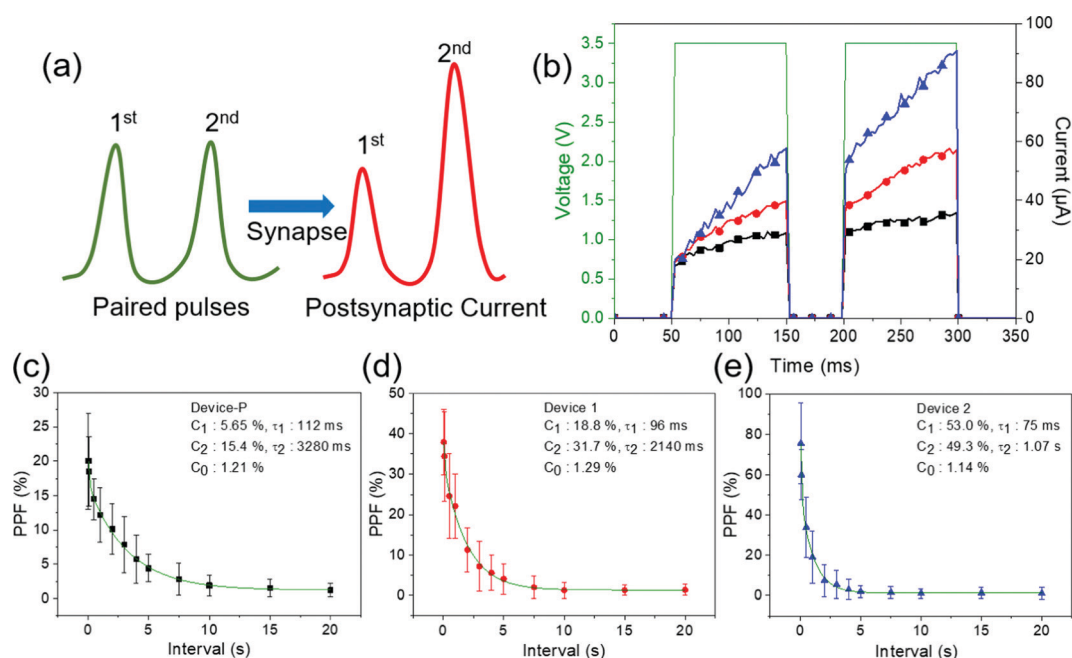 (a)
1st
2nd
1st
2nd
Synapse
Paired pulses
Postsynaptic Current
(b)
3.5
3.0
2.5
2.0
1.5
1.0
0.5
0.0
Voltage (V)
100
80
60
40
20
0
Current (µA)
0 50 100 150 200 250 300 350
Time (ms)
(c)
30
25
20
15
10
5
0
PPF (%)
Device-P
C1 : 5.65 %, τ1 : 112 ms
C2 : 15.4 %, τ2 : 3280 ms
C0 : 1.21 %
0 5 10 15 20
Interval (s)
(d)
50
40
30
20
10
0
PPF (%)
Device 1
C1 : 18.8 %, τ1 : 96 ms
C2 : 31.7 %, τ2 : 2140 ms
C0 : 1.29 %
0 5 10 15 20
Interval (s)
(e)
100
80
60
40
20
0
PPF (%)
Device 2
C1 : 53.0 %, τ1 : 75 ms
C2 : 49.3 %, τ2 : 1.07 s
C0 : 1.14 %
0 5 10 15 20
Interval (s)